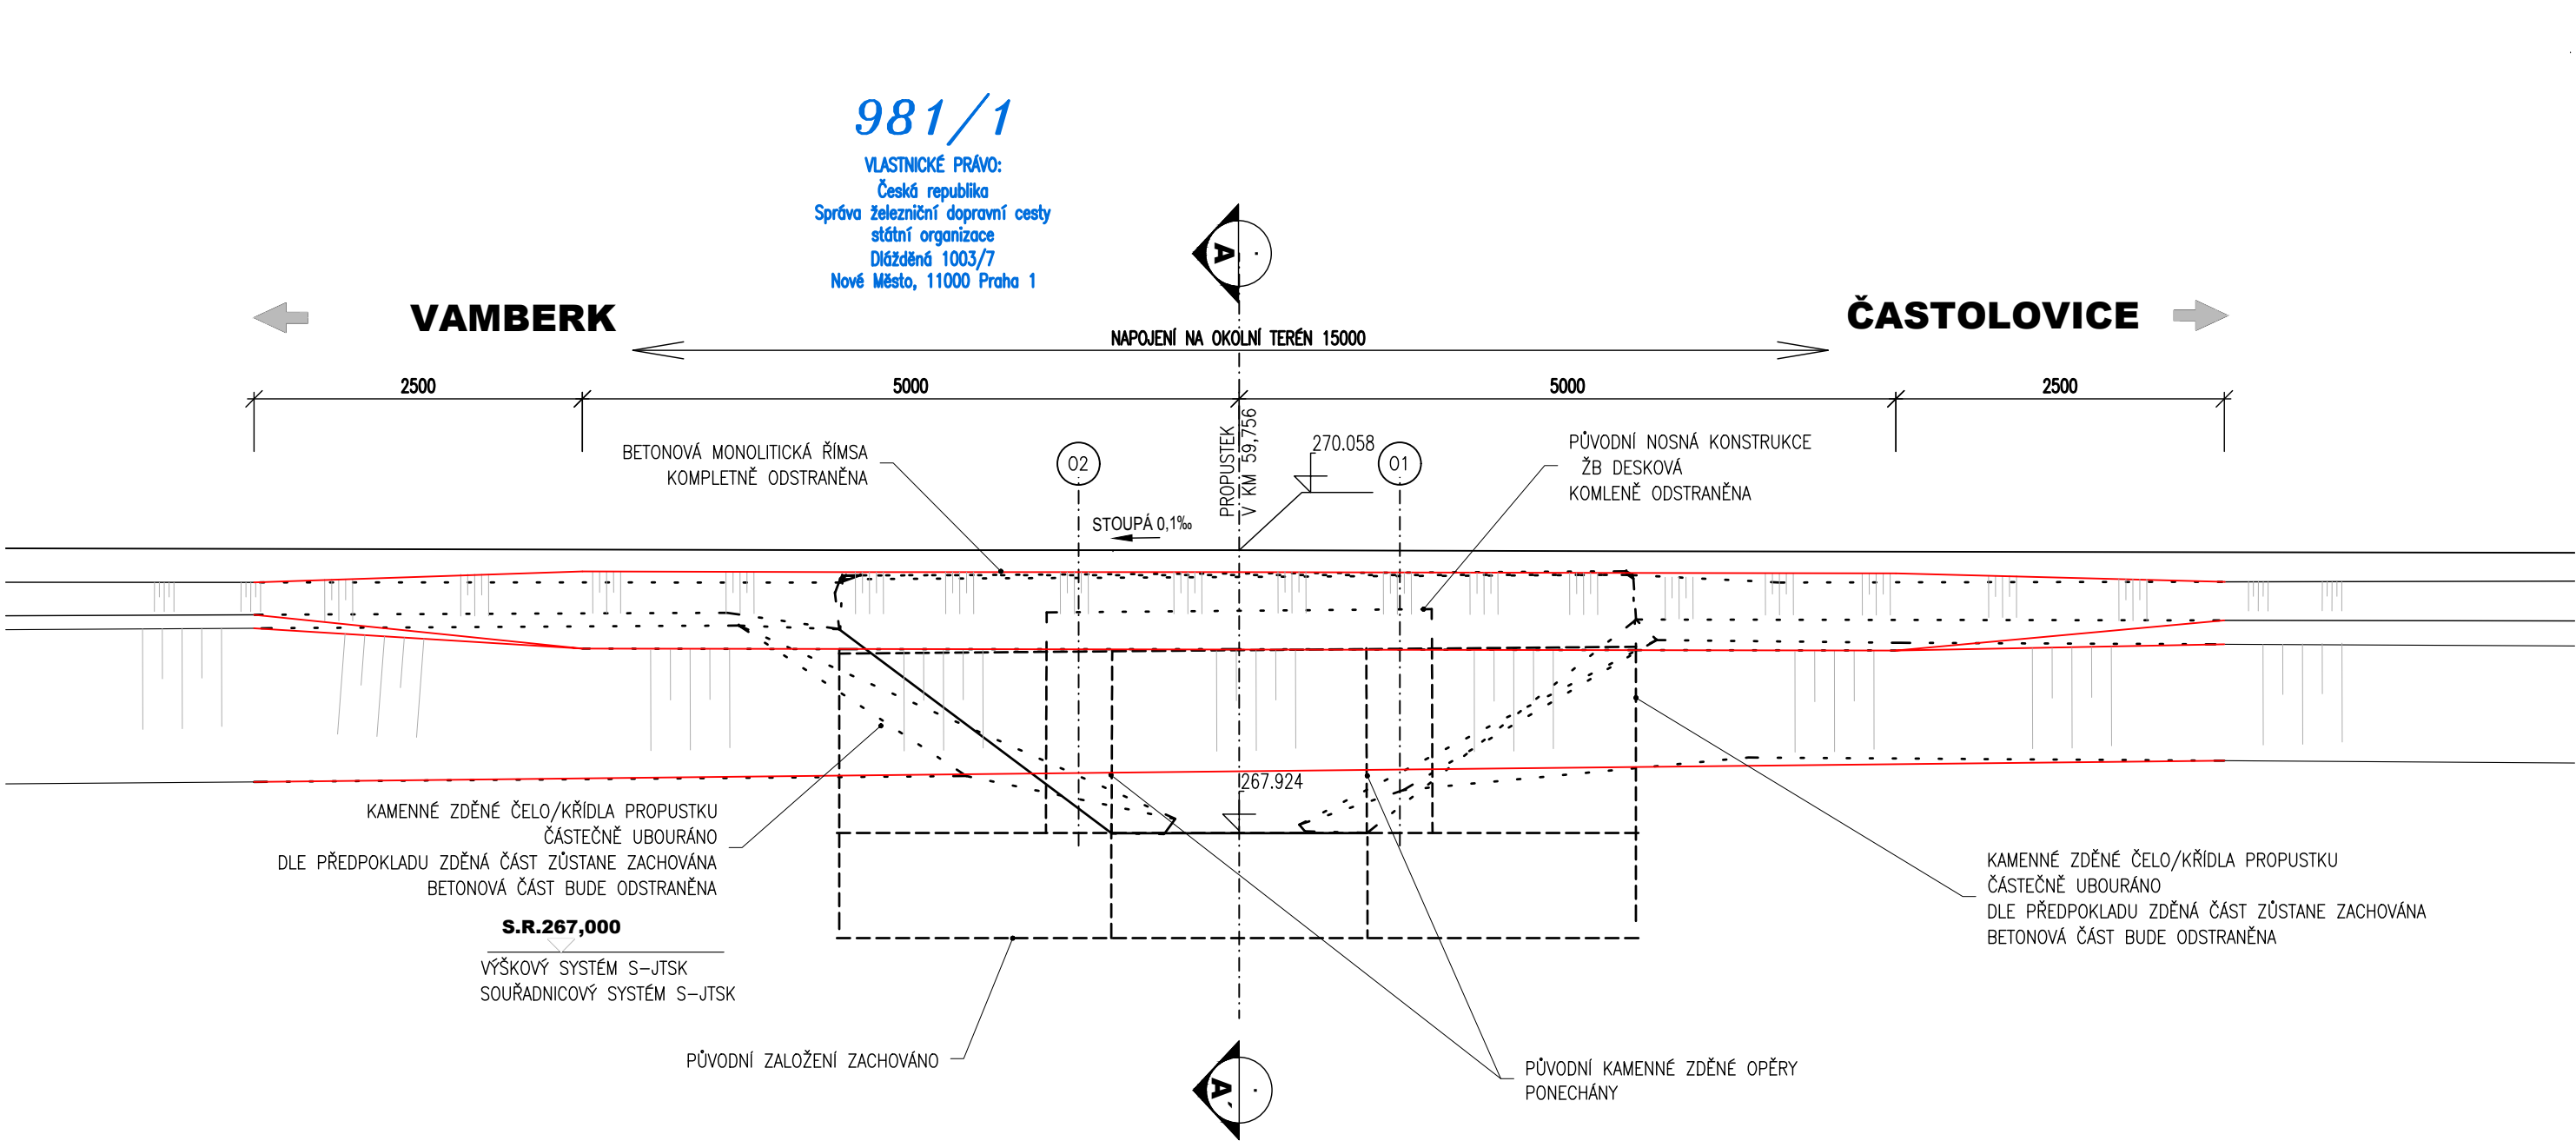 981/1
VLASTNICKÉ PRÁVO:
Česká republika
Správa železniční dopravní cesty
státní organizace
Dlážděná 1003/7
Nové Město, 11000 Praha 1
A
VAMBERK
ČASTOLOVICE
NAPOJENÍ NA OKOLNÍ TERÉN 15000
2500
5000
5000
2500
BETONOVÁ MONOLITICKÁ ŘÍMSA
KOMPLETNĚ ODSTRANĚNA
02
PROPUSTEK
V KM 59,756
270.058
01
PŮVODNÍ NOSNÁ KONSTRUKCE
ŽB DESKOVÁ
KOMLENĚ ODSTRANĚNA
STOUPÁ 0,1‰
267.924
KAMENNÉ ZDĚNÉ ČELO/KŘÍDLA PROPUSTKU
ČÁSTEČNĚ UBOURÁNO
DLE PŘEDPOKLADU ZDĚNÁ ČÁST ZŮSTANE ZACHOVÁNA
BETONOVÁ ČÁST BUDE ODSTRANĚNA
KAMENNÉ ZDĚNÉ ČELO/KŘÍDLA PROPUSTKU
ČÁSTEČNĚ UBOURÁNO
DLE PŘEDPOKLADU ZDĚNÁ ČÁST ZŮSTANE ZACHOVÁNA
BETONOVÁ ČÁST BUDE ODSTRANĚNA
S.R.267,000
VÝŠKOVÝ SYSTÉM S-JTSK
SOUŘADNICOVÝ SYSTÉM S-JTSK
PŮVODNÍ ZALOŽENÍ ZACHOVÁNO
PŮVODNÍ KAMENNÉ ZDĚNÉ OPĚRY
PONECHÁNY
A'